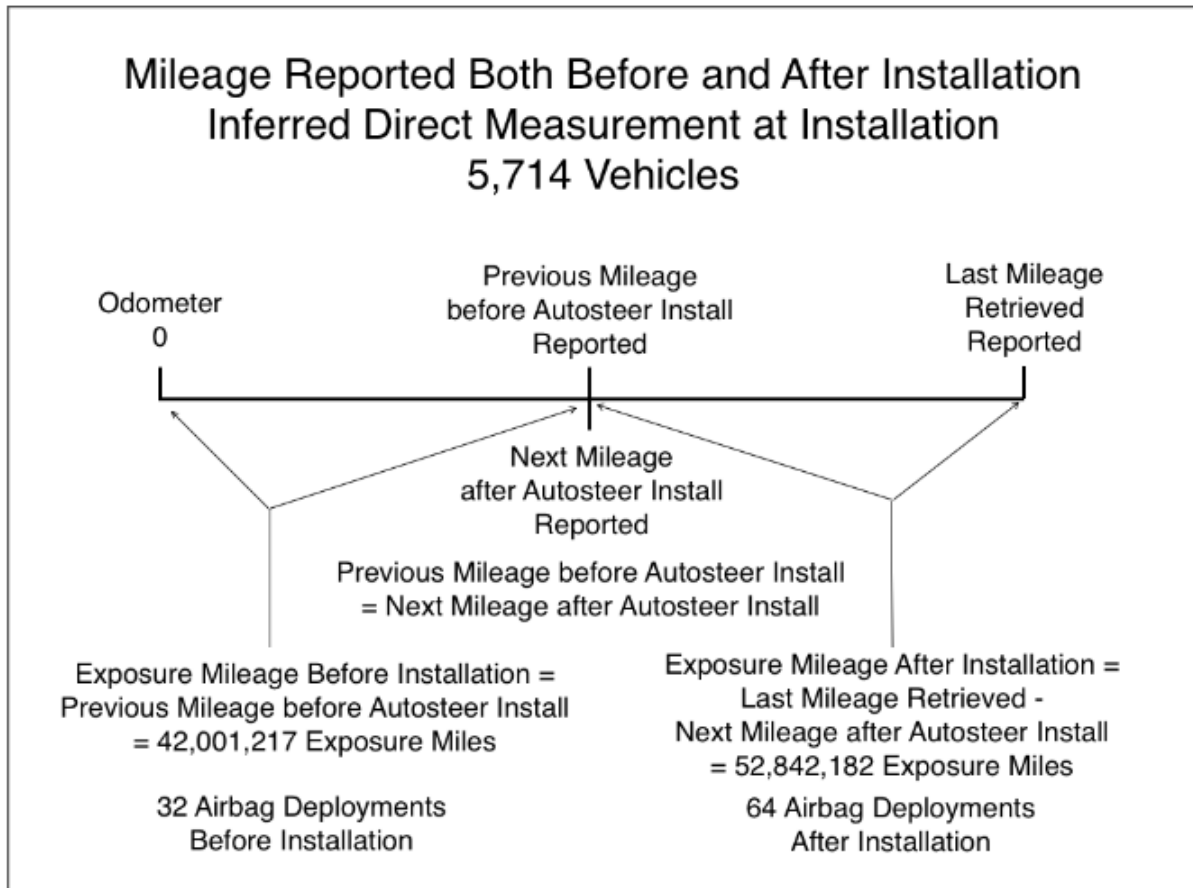 Mileage Reported Both Before and After Installation
Inferred Direct Measurement at Installation
5,714 Vehicles
Odometer
0
Previous Mileage
before Autosteer Install
Reported
Last Mileage
Retrieved
Reported
Next Mileage
after Autosteer Install
Reported
Previous Mileage before Autosteer Install
= Next Mileage after Autosteer Install
Exposure Mileage Before Installation =
Previous Mileage before Autosteer Install
= 42,001,217 Exposure Miles
32 Airbag Deployments
Before Installation
Exposure Mileage After Installation =
Last Mileage Retrieved -
Next Mileage after Autosteer Install
= 52,842,182 Exposure Miles
64 Airbag Deployments
After Installation